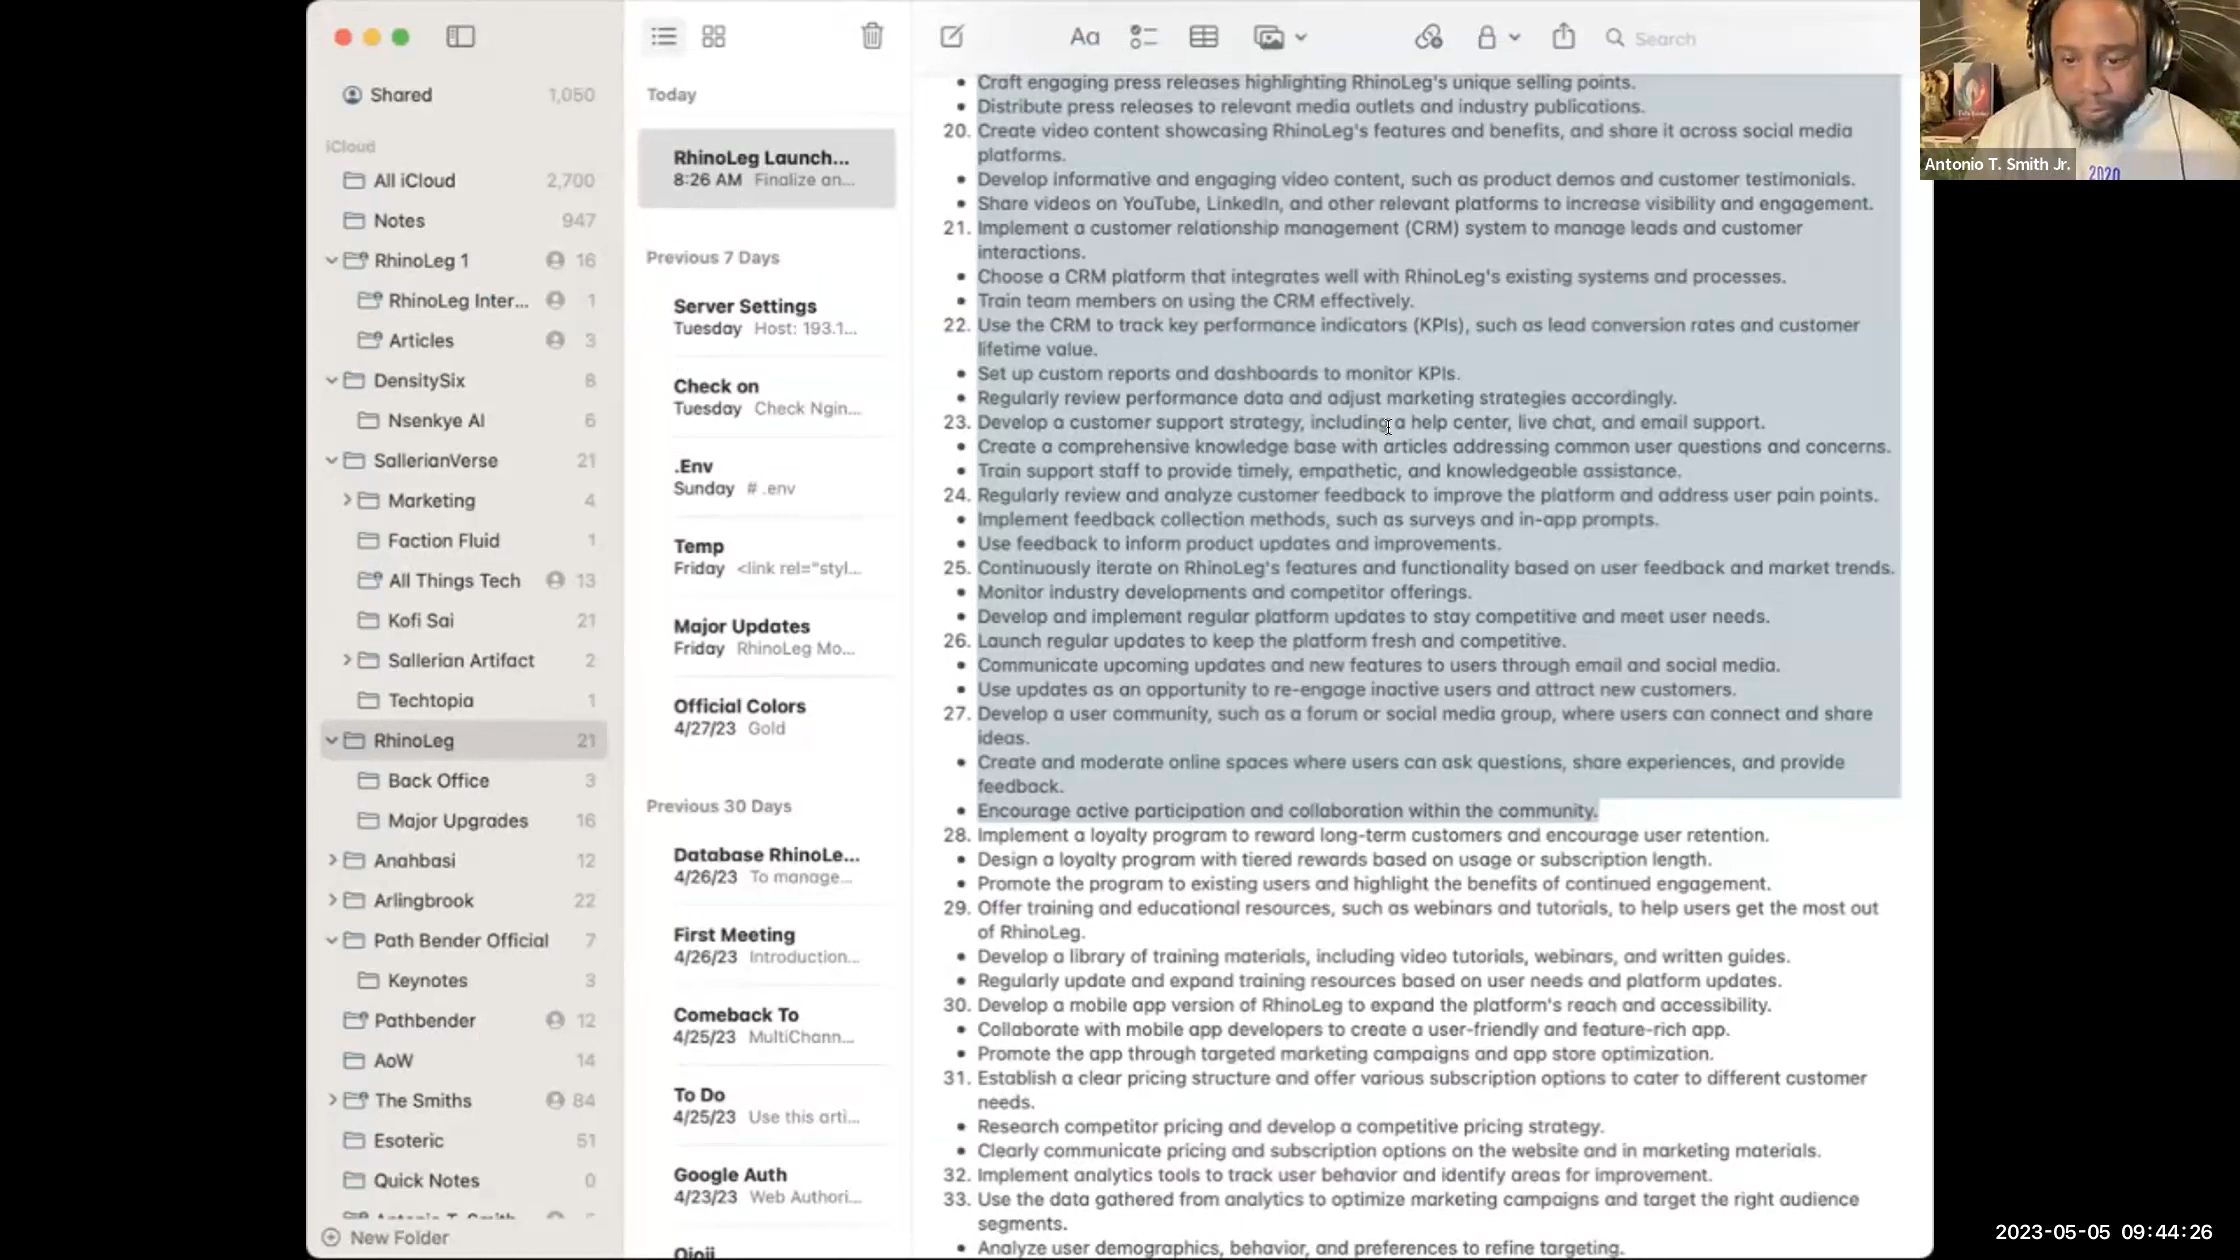 Shared 1,050
iCloud
All iCloud 2,700
Notes 947
RhinoLeg 1 16
RhinoLeg Inter... 1
Articles 3
DensitySix 8
Nsenkye AI 6
SallerianVerse 21
Marketing 4
Faction Fluid 1
All Things Tech 13
Kofi Sai 21
Sallerian Artifact 2
Techtopia 1
RhinoLeg 21
Back Office 3
Major Upgrades 16
Anahbasi 12
Arlingbrook 22
Path Bender Official 7
Keynotes 3
Pathbender 12
AoW 14
The Smiths 84
Esoteric 51
Quick Notes 0
New Folder
Today
RhinoLeg Launch...
8:26 AM Finalize an...
Previous 7 Days
Server Settings
Tuesday Host: 193.1...
Check on
Tuesday Check Ngin...
.Env
Sunday # .env
Temp
Friday <link rel="styl...
Major Updates
Friday RhinoLeg Mo...
Official Colors
4/27/23 Gold
Previous 30 Days
Database RhinoLe...
4/26/23 To manage...
First Meeting
4/26/23 Introduction...
Comeback To
4/25/23 MultiChann...
To Do
4/25/23 Use this arti...
Google Auth
4/23/23 Web Authori...
Aa
Search
• Craft engaging press releases highlighting RhinoLeg's unique selling points.
• Distribute press releases to relevant media outlets and industry publications.
20. Create video content showcasing RhinoLeg's features and benefits, and share it across social media
platforms.
• Develop informative and engaging video content, such as product demos and customer testimonials.
• Share videos on YouTube, LinkedIn, and other relevant platforms to increase visibility and engagement.
21. Implement a customer relationship management (CRM) system to manage leads and customer
interactions.
• Choose a CRM platform that integrates well with RhinoLeg's existing systems and processes.
• Train team members on using the CRM effectively.
22. Use the CRM to track key performance indicators (KPIs), such as lead conversion rates and customer
lifetime value.
• Set up custom reports and dashboards to monitor KPIs.
• Regularly review performance data and adjust marketing strategies accordingly.
23. Develop a customer support strategy, including a help center, live chat, and email support.
• Create a comprehensive knowledge base with articles addressing common user questions and concerns.
• Train support staff to provide timely, empathetic, and knowledgeable assistance.
24. Regularly review and analyze customer feedback to improve the platform and address user pain points.
• Implement feedback collection methods, such as surveys and in-app prompts.
• Use feedback to inform product updates and improvements.
25. Continuously iterate on RhinoLeg's features and functionality based on user feedback and market trends.
• Monitor industry developments and competitor offerings.
• Develop and implement regular platform updates to stay competitive and meet user needs.
26. Launch regular updates to keep the platform fresh and competitive.
• Communicate upcoming updates and new features to users through email and social media.
• Use updates as an opportunity to re-engage inactive users and attract new customers.
27. Develop a user community, such as a forum or social media group, where users can connect and share
ideas.
• Create and moderate online spaces where users can ask questions, share experiences, and provide
feedback.
• Encourage active participation and collaboration within the community.
28. Implement a loyalty program to reward long-term customers and encourage user retention.
• Design a loyalty program with tiered rewards based on usage or subscription length.
• Promote the program to existing users and highlight the benefits of continued engagement.
29. Offer training and educational resources, such as webinars and tutorials, to help users get the most out
of RhinoLeg.
• Develop a library of training materials, including video tutorials, webinars, and written guides.
• Regularly update and expand training resources based on user needs and platform updates.
30. Develop a mobile app version of RhinoLeg to expand the platform's reach and accessibility.
• Collaborate with mobile app developers to create a user-friendly and feature-rich app.
• Promote the app through targeted marketing campaigns and app store optimization.
31. Establish a clear pricing structure and offer various subscription options to cater to different customer
needs.
• Research competitor pricing and develop a competitive pricing strategy.
• Clearly communicate pricing and subscription options on the website and in marketing materials.
32. Implement analytics tools to track user behavior and identify areas for improvement.
33. Use the data gathered from analytics to optimize marketing campaigns and target the right audience
segments.
• Analyze user demographics, behavior, and preferences to refine targeting.
Antonio T. Smith Jr.
2020
2023-05-05 09:44:26